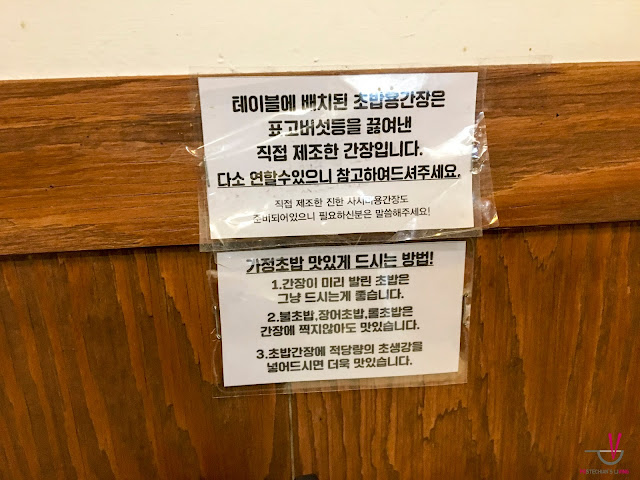 테이블에 배치된 초밥용간장은
표고버섯등을 끓여낸
직접 제조한 간장입니다.
다소 연할수있으니 참고하여드셔주세요.
직접 제조한 진한 사시미용간장도
준비되어있으니 필요하신분은 말씀해주세요!
가정초밥 맛있게 드시는 방법!
1.간장이 미리 발린 초밥은
그냥 드시는게 좋습니다.
2.불초밥,장어초밥,롤초밥은
간장에 찍지않아도 맛있습니다.
3.초밥간장에 적당량의 초생강을
넣어드시면 더욱 맛있습니다.